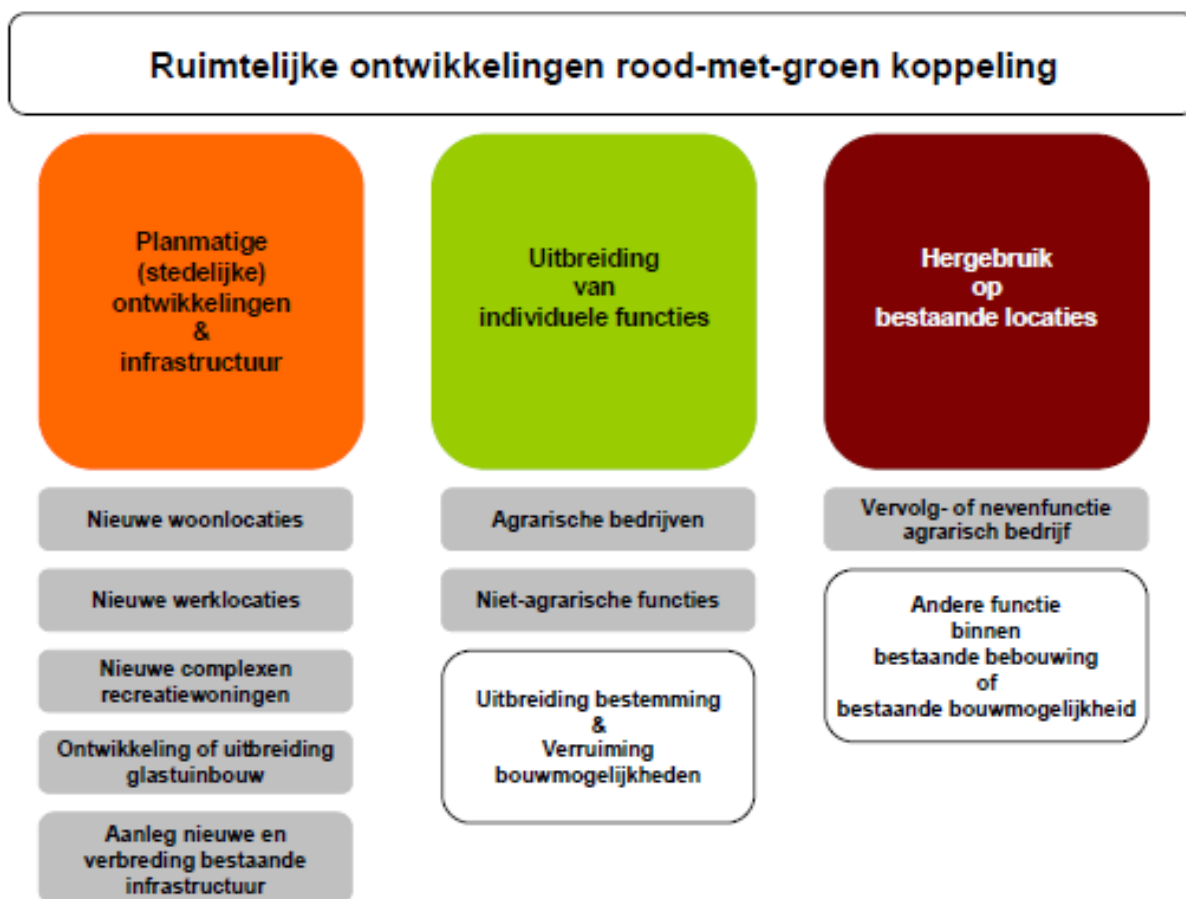 Ruimtelijke ontwikkelingen rood-met-groen koppeling
Planmatige
(stedelijke)
ontwikkelingen
&
infrastructuur
Nieuwe woonlocaties
Nieuwe werklocaties
Nieuwe complexen
recreatiewoningen
Ontwikkeling of uitbreiding
glastuinbouw
Aanleg nieuwe en
verbreding bestaande
infrastructuur
Uitbreiding
van
individuele functies
Agrarische bedrijven
Niet-agrarische functies
Uitbreiding bestemming
&
Verruiming
bouwmogelijkheden
Hergebruik
op
bestaande locaties
Vervolg- of nevenfunctie
agrarisch bedrijf
Andere functie
binnen
bestaande bebouwing
of
bestaande bouwmogelijkheid